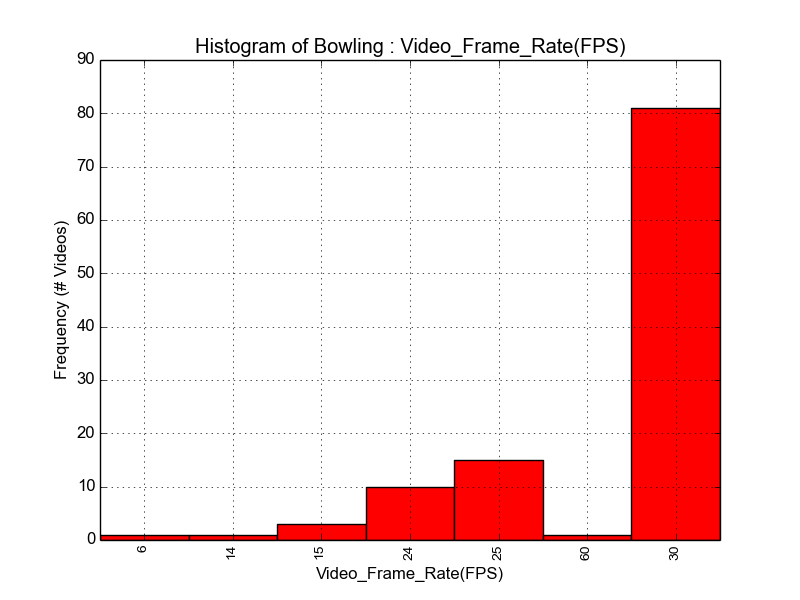 Histogram of Bowling : Video_Frame_Rate(FPS)
90
80
70
60
50
40
30
20
10
0
Frequency (# Videos)
6 14 15 24 25 60 30
Video_Frame_Rate(FPS)